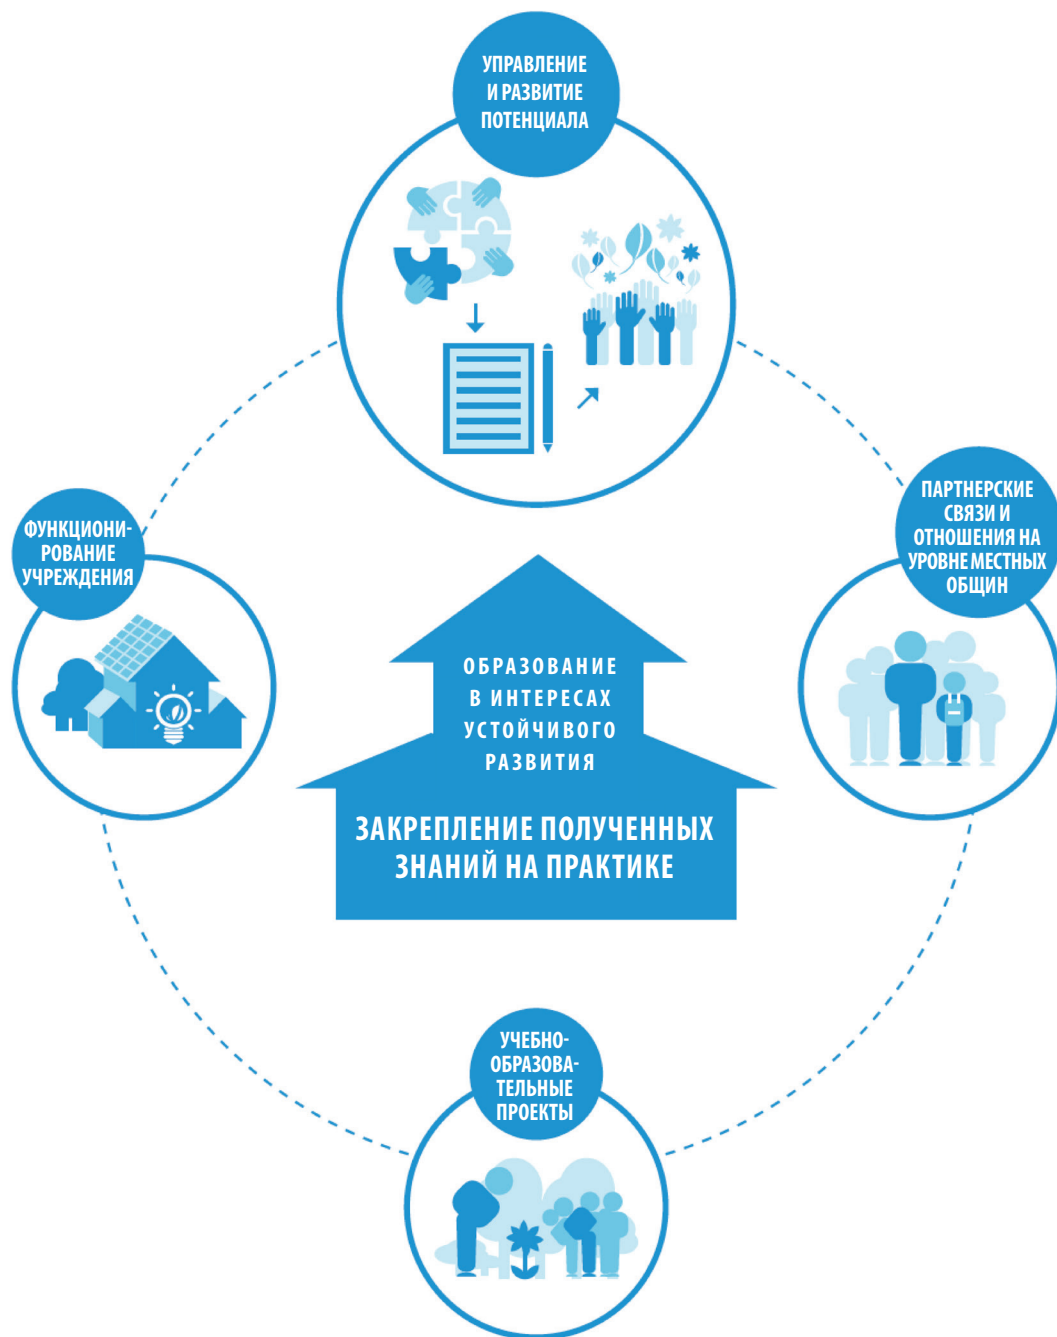 УПРАВЛЕНИЕ
И РАЗВИТИЕ
ПОТЕНЦИАЛА
ФУНКЦИОНИ-
РОВАНИЕ
УЧРЕЖДЕНИЯ
ПАРТНЕРСКИЕ
СВЯЗИ И
ОТНОШЕНИЯ НА
УРОВНЕ МЕСТНЫХ
ОБЩИН
ОБРАЗОВАНИЕ
В ИНТЕРЕСАХ
УСТОЙЧИВОГО
РАЗВИТИЯ
ЗАКРЕПЛЕНИЕ ПОЛУЧЕННЫХ
ЗНАНИЙ НА ПРАКТИКЕ
УЧЕБНО-
ОБРАЗОВА-
ТЕЛЬНЫЕ
ПРОЕКТЫ